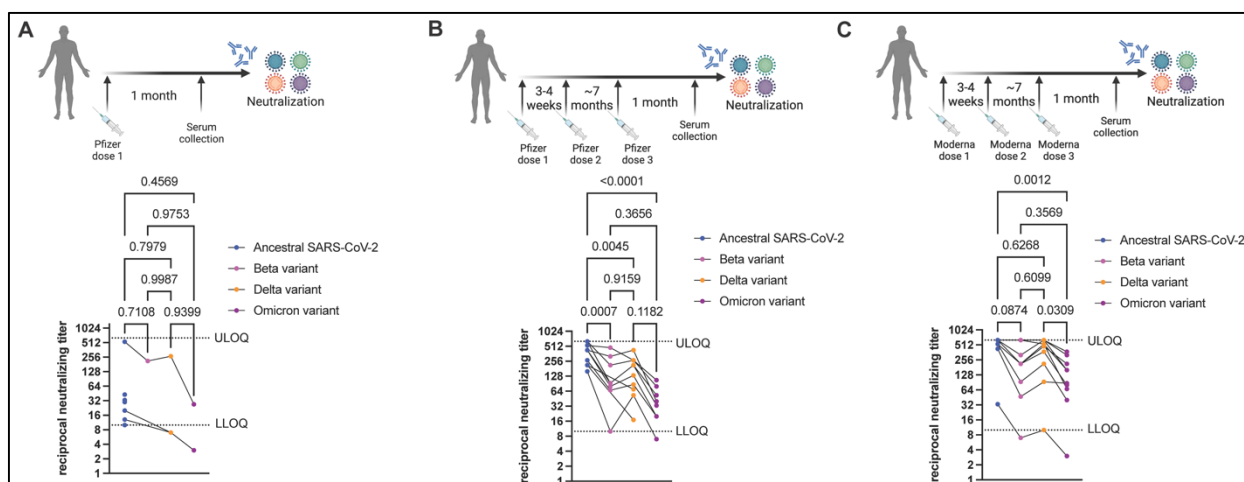 A
1 month
Neutralization
Serum
collection
Pfizer
dose 1
0.4569
0.9753
0.7979
0.9987
0.7108
0.9399
Ancestral SARS-CoV-2
Beta variant
Delta variant
Omicron variant
reciprocal neutralizing titer
1024
512
256
128
64
32
16
8
4
2
1
ULOQ
LLOQ
B
3-4
weeks
~7
months
1 month
Neutralization
Serum
collection
Pfizer
dose 1
Pfizer
dose 2
Pfizer
dose 3
<0.0001
0.3656
0.0045
0.9159
0.0007
0.1182
Ancestral SARS-CoV-2
Beta variant
Delta variant
Omicron variant
reciprocal neutralizing titer
1024
512
256
128
64
32
16
8
4
2
1
ULOQ
LLOQ
C
3-4
weeks
~7
months
1 month
Neutralization
Serum
collection
Moderna
dose 1
Moderna
dose 2
Moderna
dose 3
0.0012
0.3569
0.6268
0.6099
0.0874
0.0309
Ancestral SARS-CoV-2
Beta variant
Delta variant
Omicron variant
reciprocal neutralizing titer
1024
512
256
128
64
32
16
8
4
2
1
ULOQ
LLOQ